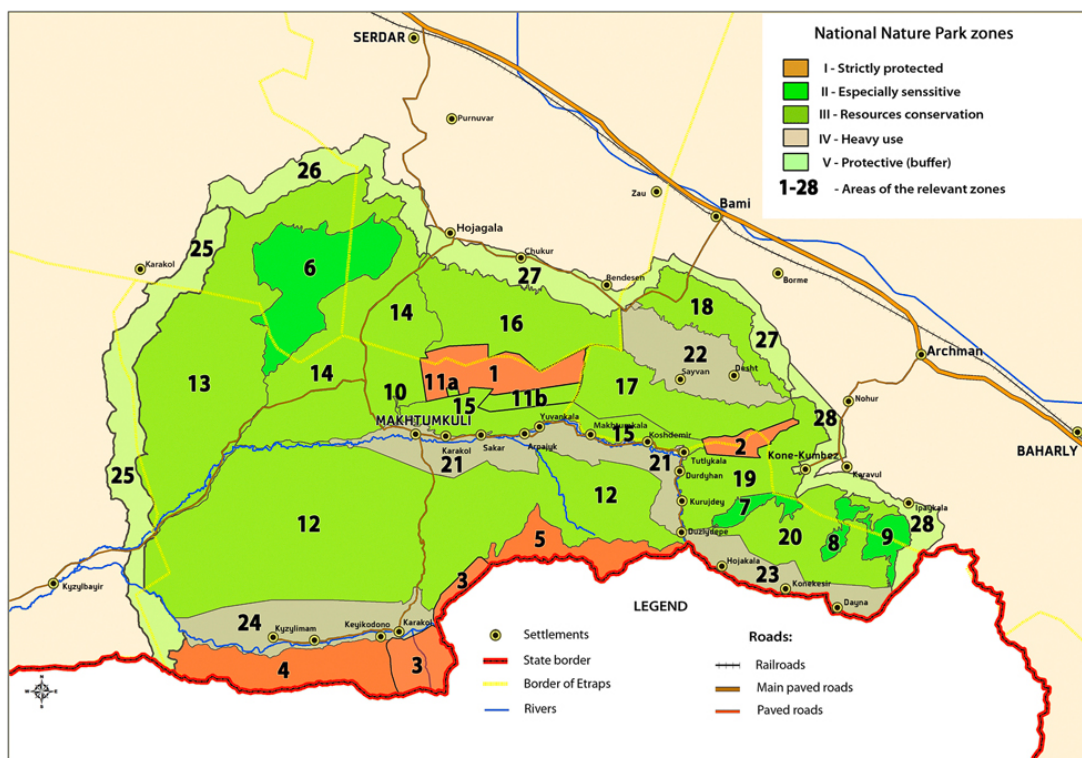 National Nature Park zones
I - Strictly protected
II - Especially senssitive
III - Resources conservation
IV - Heavy use
V - Protective (buffer)
1-28 - Areas of the relevant zones
SERDAR
Purnuvar
26
Zau
Bami
Hojagala
25
Chukur
Karakol
6
27
Bendesen
Borme
18
14
16
27
22
Archman
1
Sayvan
Desht
13
14
11a
17
10
11b
Nohur
15
28
MAKHTUMKULI
Yuvankala
Makhtumkala
15
Koshdemir
2
BAHARLY
Karakol
Sakar
Arpajyk
Tutlykala
Kone-Kumbez
21
21
Karavul
25
Durdyhan
19
12
Kurujdey
7
Ipaykala
12
20
28
5
Duzlydepe
8
9
Hojakala
23
3
Konekesir
Kyzylbayir
Dayna
LEGEND
24
Kyzylimam
Keyikodono
Karakol
Settlements
Roads:
4
3
State border
Railroads
Border of Etraps
Main paved roads
Rivers
Paved roads